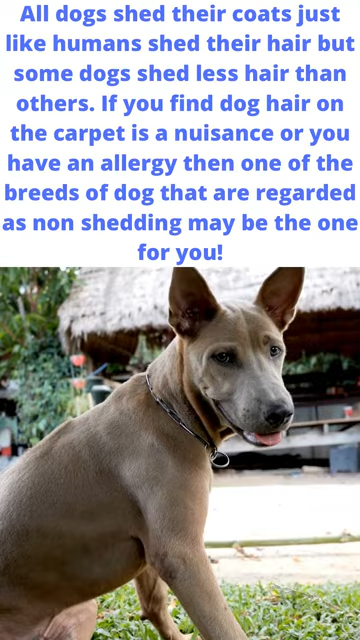 All dogs shed their coats just
like humans shed their hair but
some dogs shed less hair than
others. If you find dog hair on
the carpet is a nuisance or you
have an allergy then one of the
breeds of dog that are regarded
as non shedding may be the one
for you!